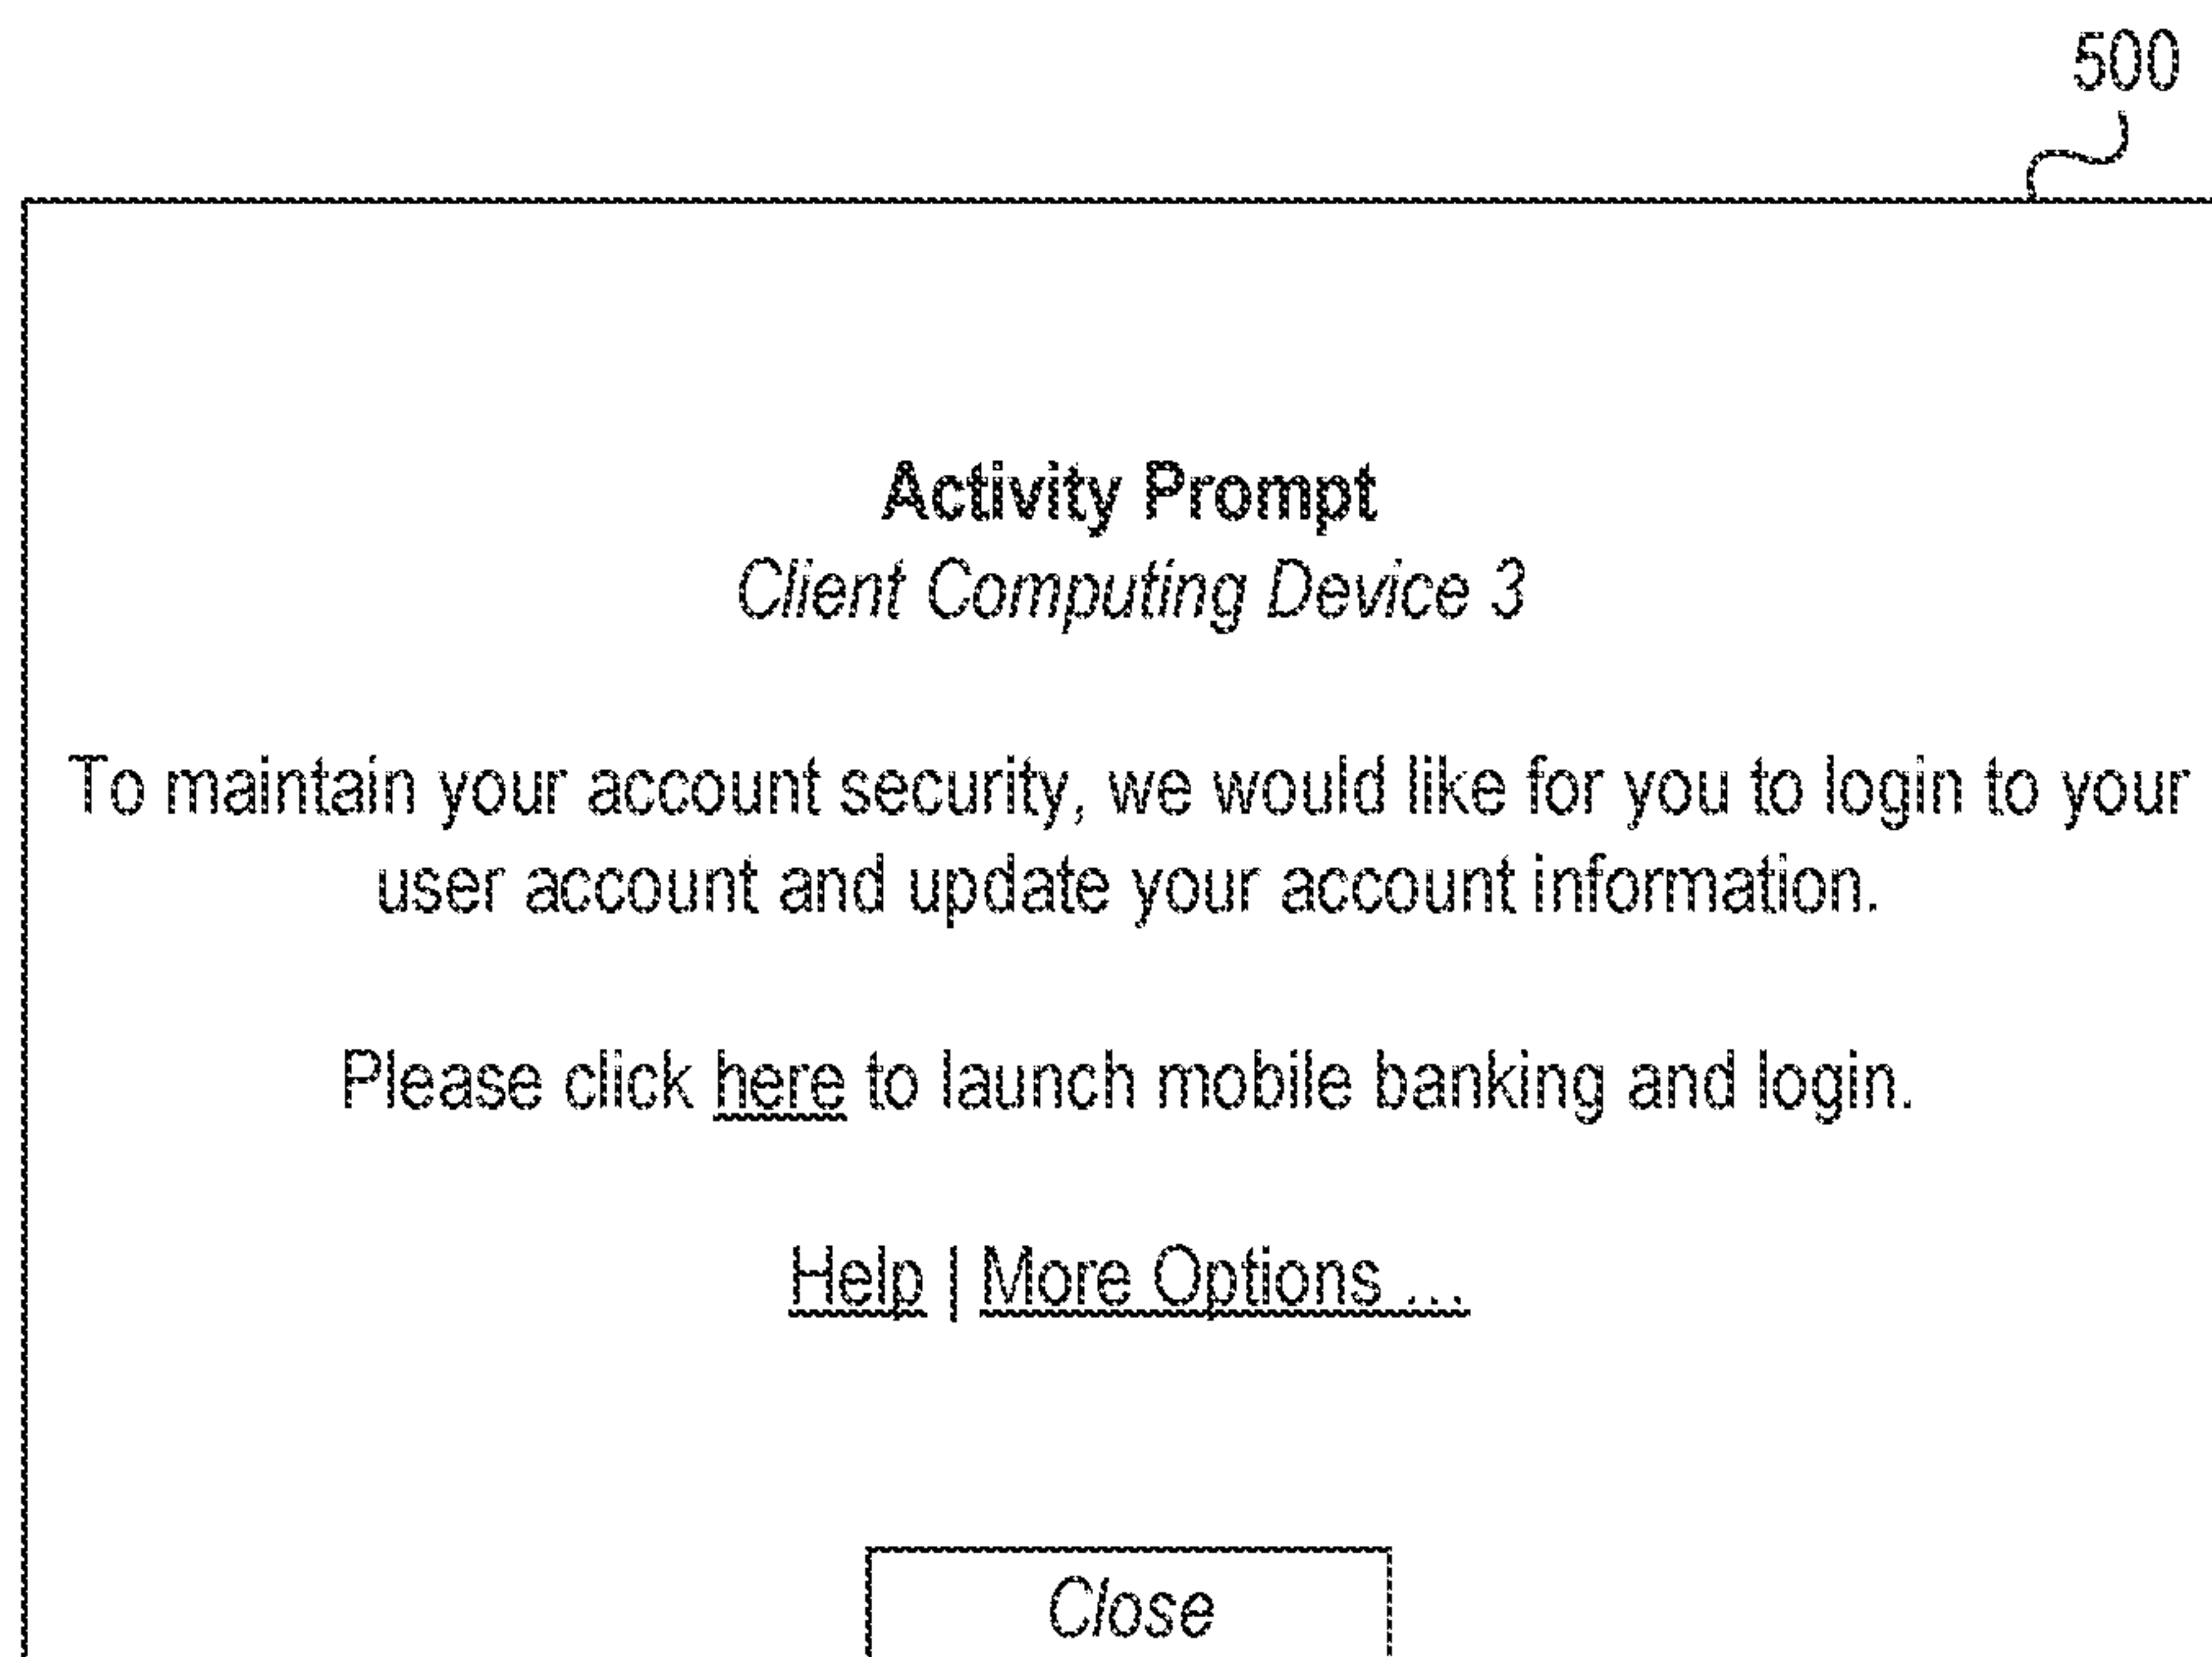 500
Activity Prompt
Client Computing Device 3
To maintain your account security, we would like for you to login to your
user account and update your account information.
Please click here to launch mobile banking and login.
Help | More Options ...
Close